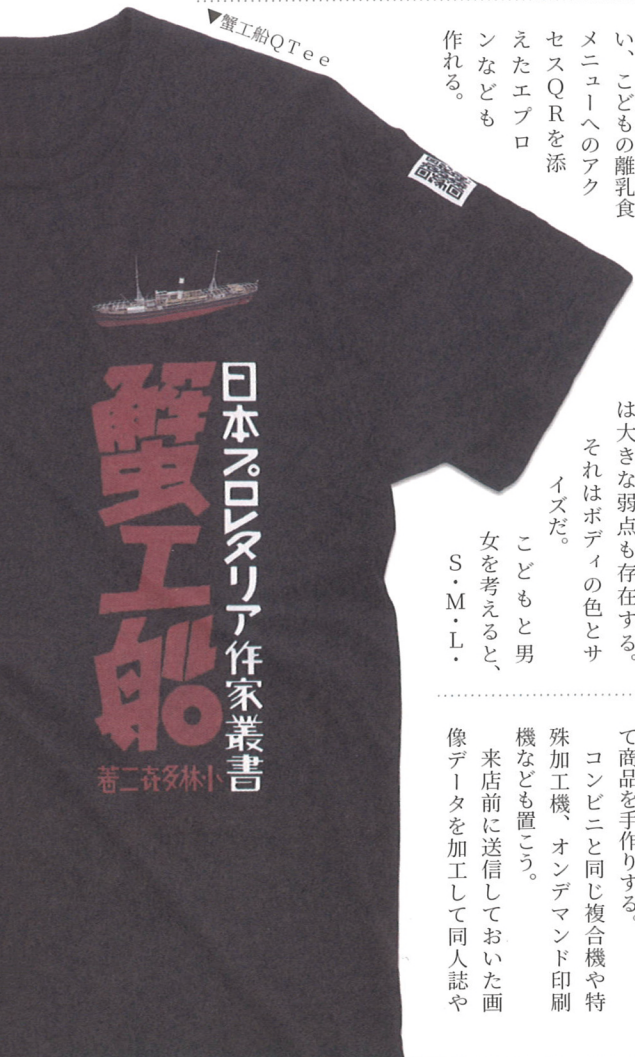 い、こどもの離乳食
メニューへのアク
セスQRを添
えたエプロ
ンなども
作れる。
▼蟹工船QTee
日本プロレタリア作家叢書
蟹工船
小林多㐂二著
は大きな弱点も存在する。
それはボディの色とサ
イズだ。
こどもと男
女を考えると、
S・M・L・
て商品を手作りする。
コンビニと同じ複合機や特
殊加工機、オンデマンド印刷
機なども置こう。
来店前に送信しておいた画
像データを加工して同人誌や